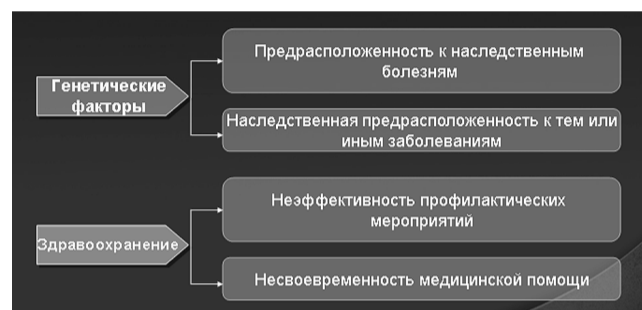 Генетические
факторы
Предрасположенность к наследственным
болезням
Наследственная предрасположенность к тем или
иным заболеваниям
Здравоохранение
Неэффективность профилактических
мероприятий
Несвоевременность медицинской помощи